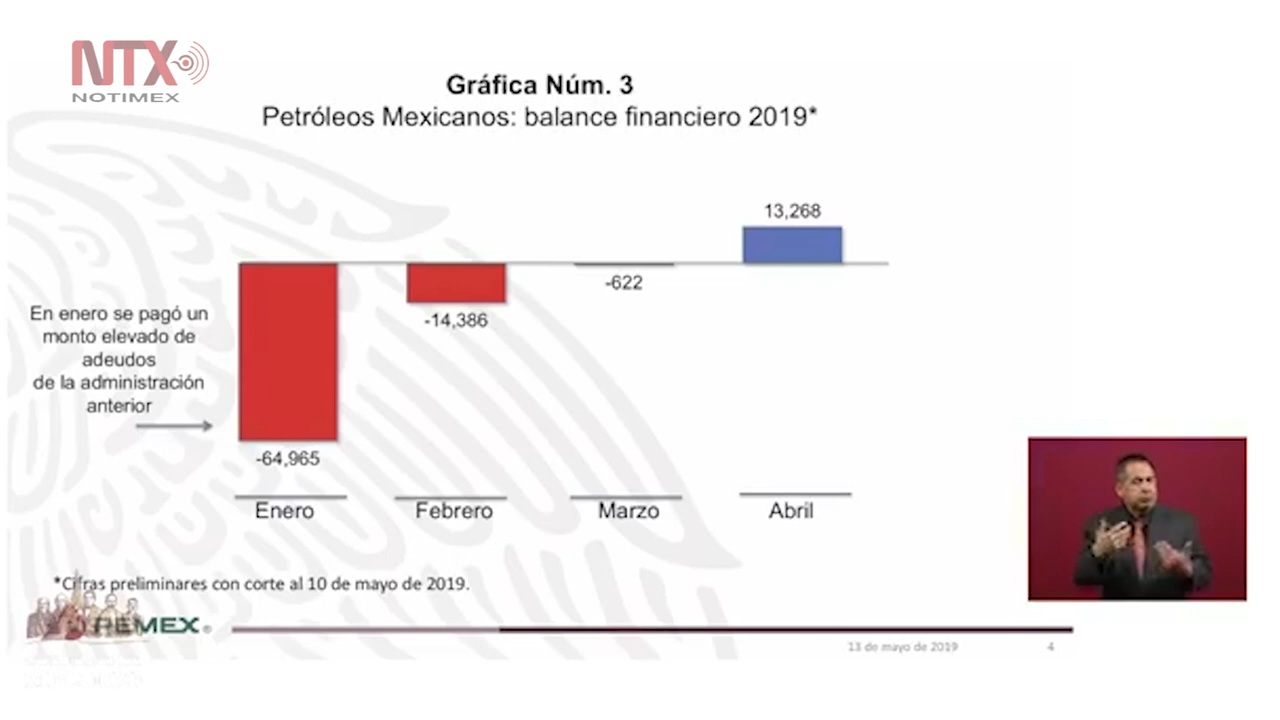 NTX
NOTIMEX
Gráfica Núm. 3
Petróleos Mexicanos: balance financiero 2019*
13,268
-622
-14,386
En enero se pagó un
monto elevado de
adeudos
de la administración
anterior
-64,965
Enero
Febrero
Marzo
Abril
*Cifras preliminares con corte al 10 de mayo de 2019.
PEMEX®
13 de mayo de 2019
4